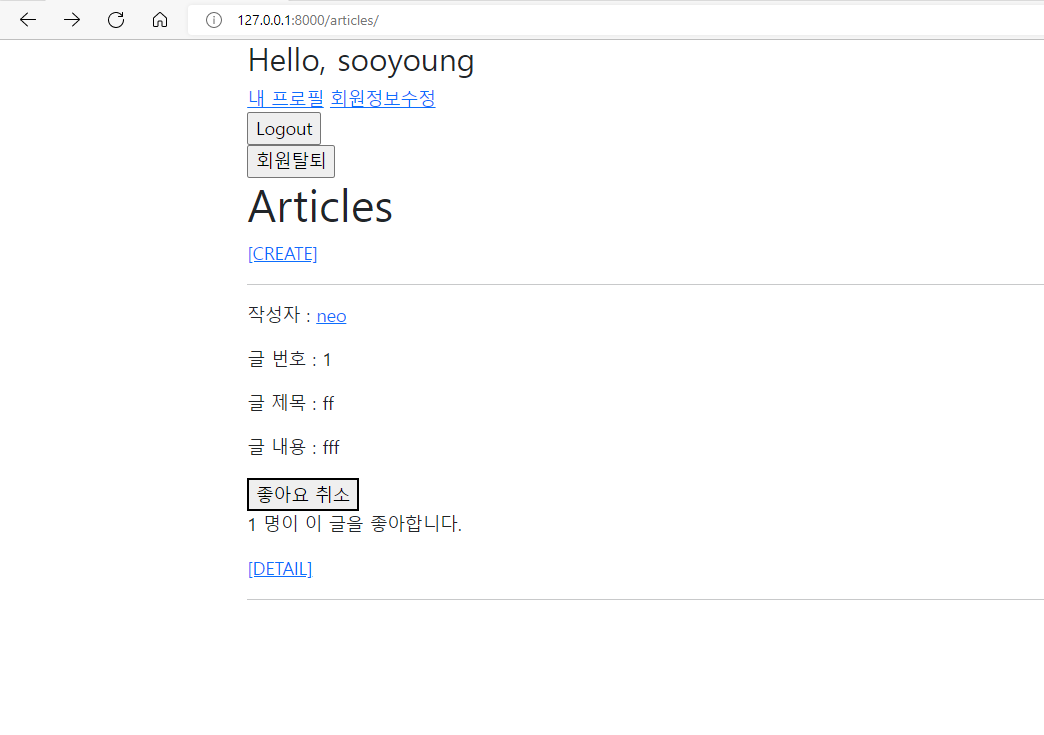 127.0.0.1:8000/articles/
Hello, sooyoung
내 프로필 회원정보수정
Logout
회원탈퇴
Articles
[CREATE]
작성자 : neo
글 번호 : 1
글 제목 : ff
글 내용 : fff
좋아요 취소
1 명이 이 글을 좋아합니다.
[DETAIL]